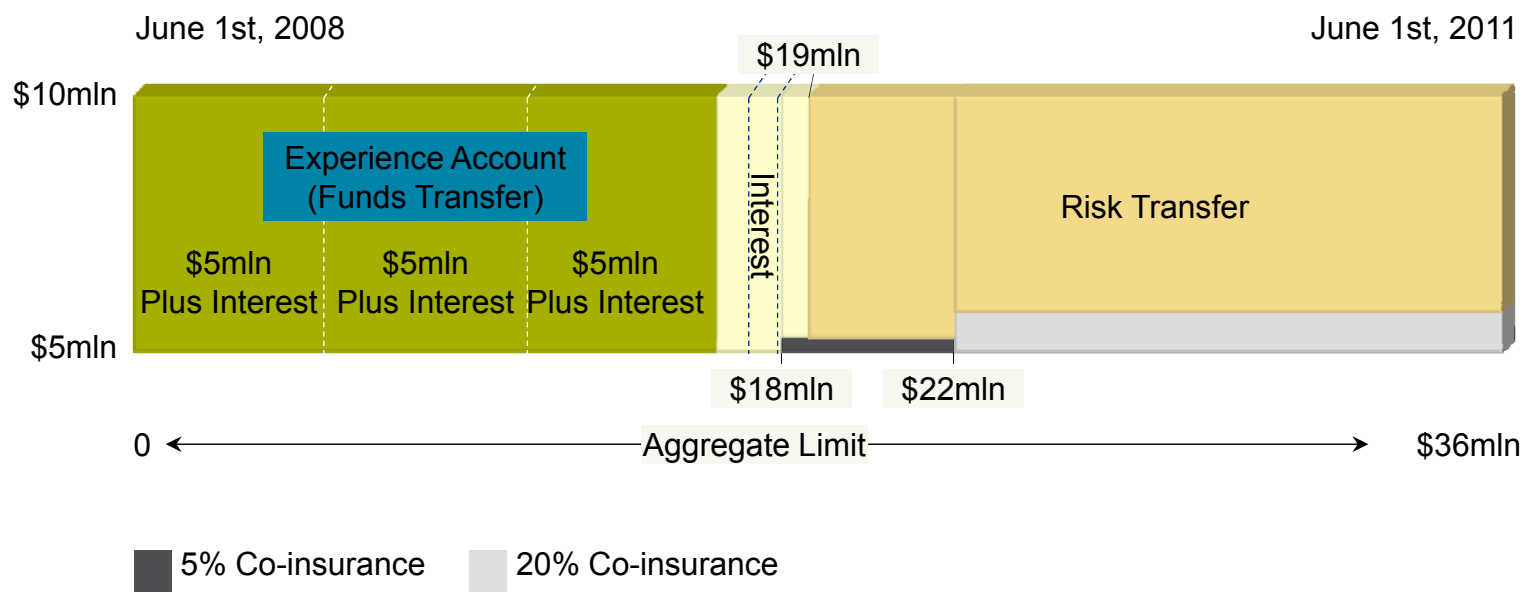 June 1st, 2008
June 1st, 2011
$19mln
$10mln
Experience Account
(Funds Transfer)
Interest
Risk Transfer
$5mln
Plus Interest
$5mln
Plus Interest
$5mln
Plus Interest
$5mln
$18mln
$22mln
0
Aggregate Limit
$36mln
5% Co-insurance
20% Co-insurance